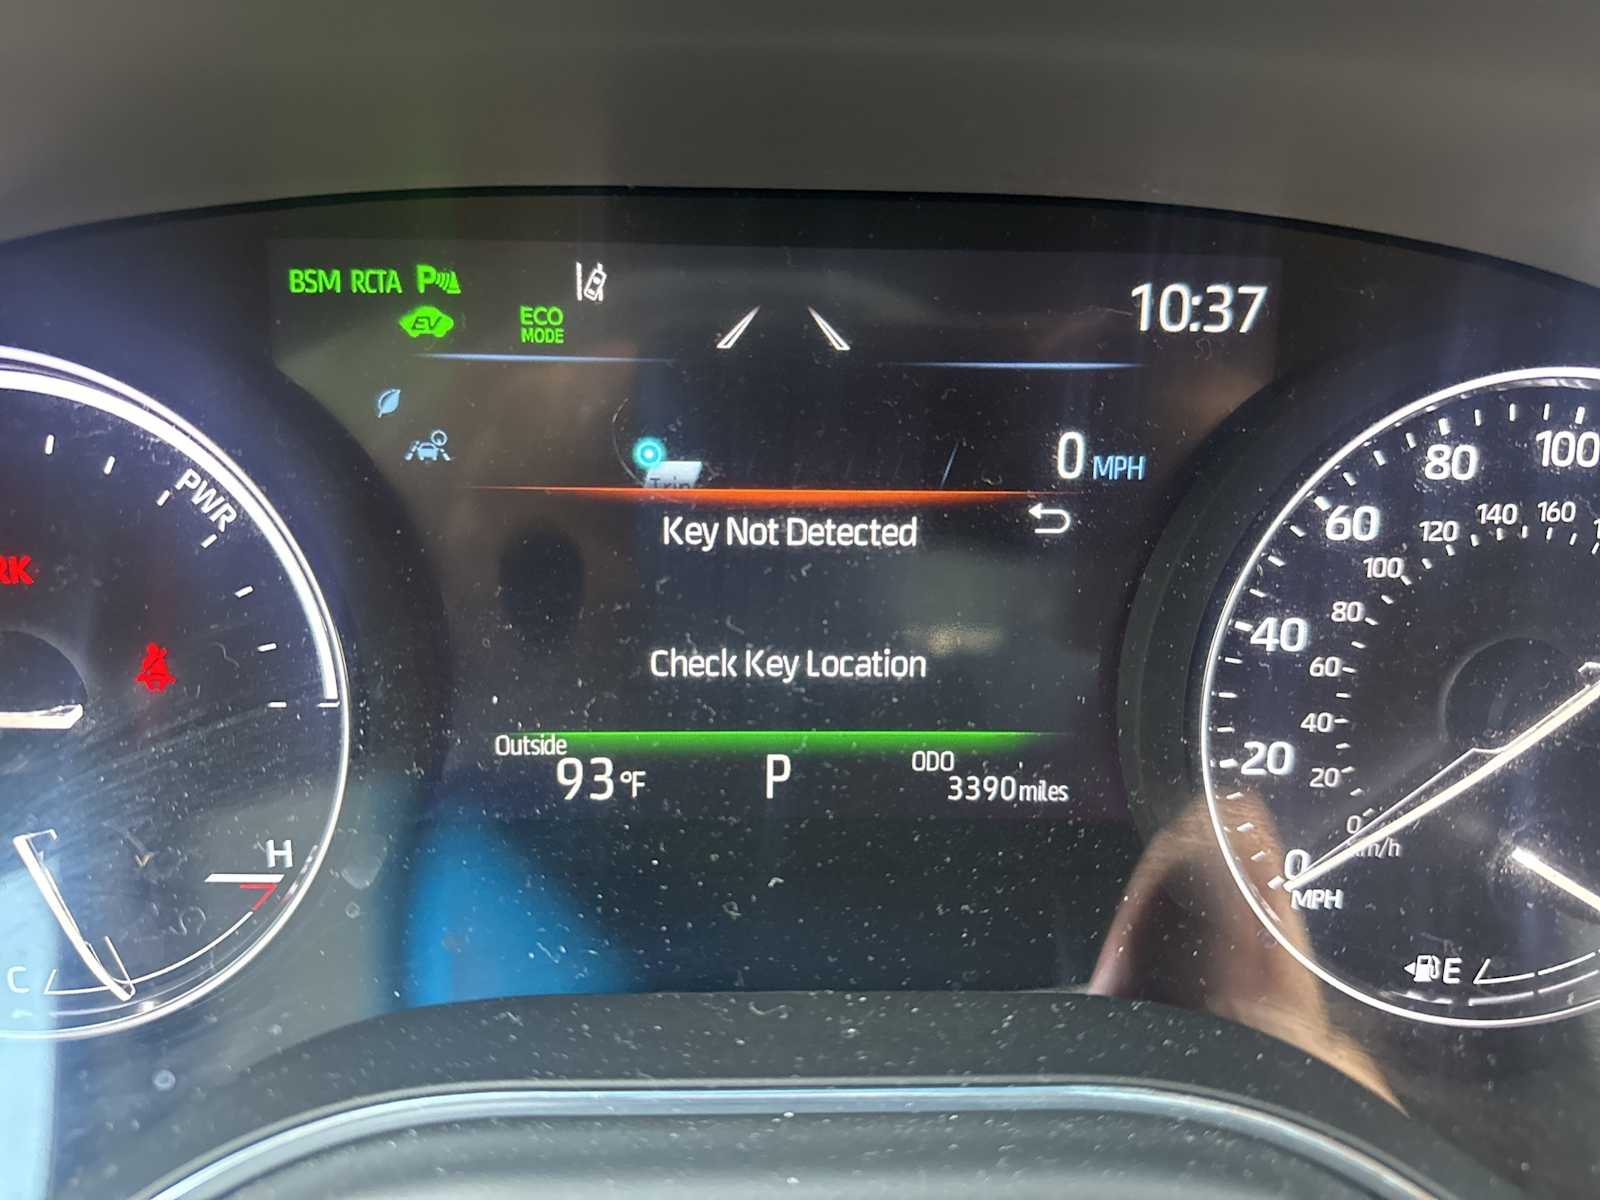 BSM RCTA P
EV
ECO
MODE
10:37
0 MPH
Key Not Detected
Check Key Location
Outside
93°F
P
ODO
3390 miles
PWR
RK
H
C
100
80
60
40
20
0
MPH
160
140
120
100
80
60
40
20
0
km/h
E